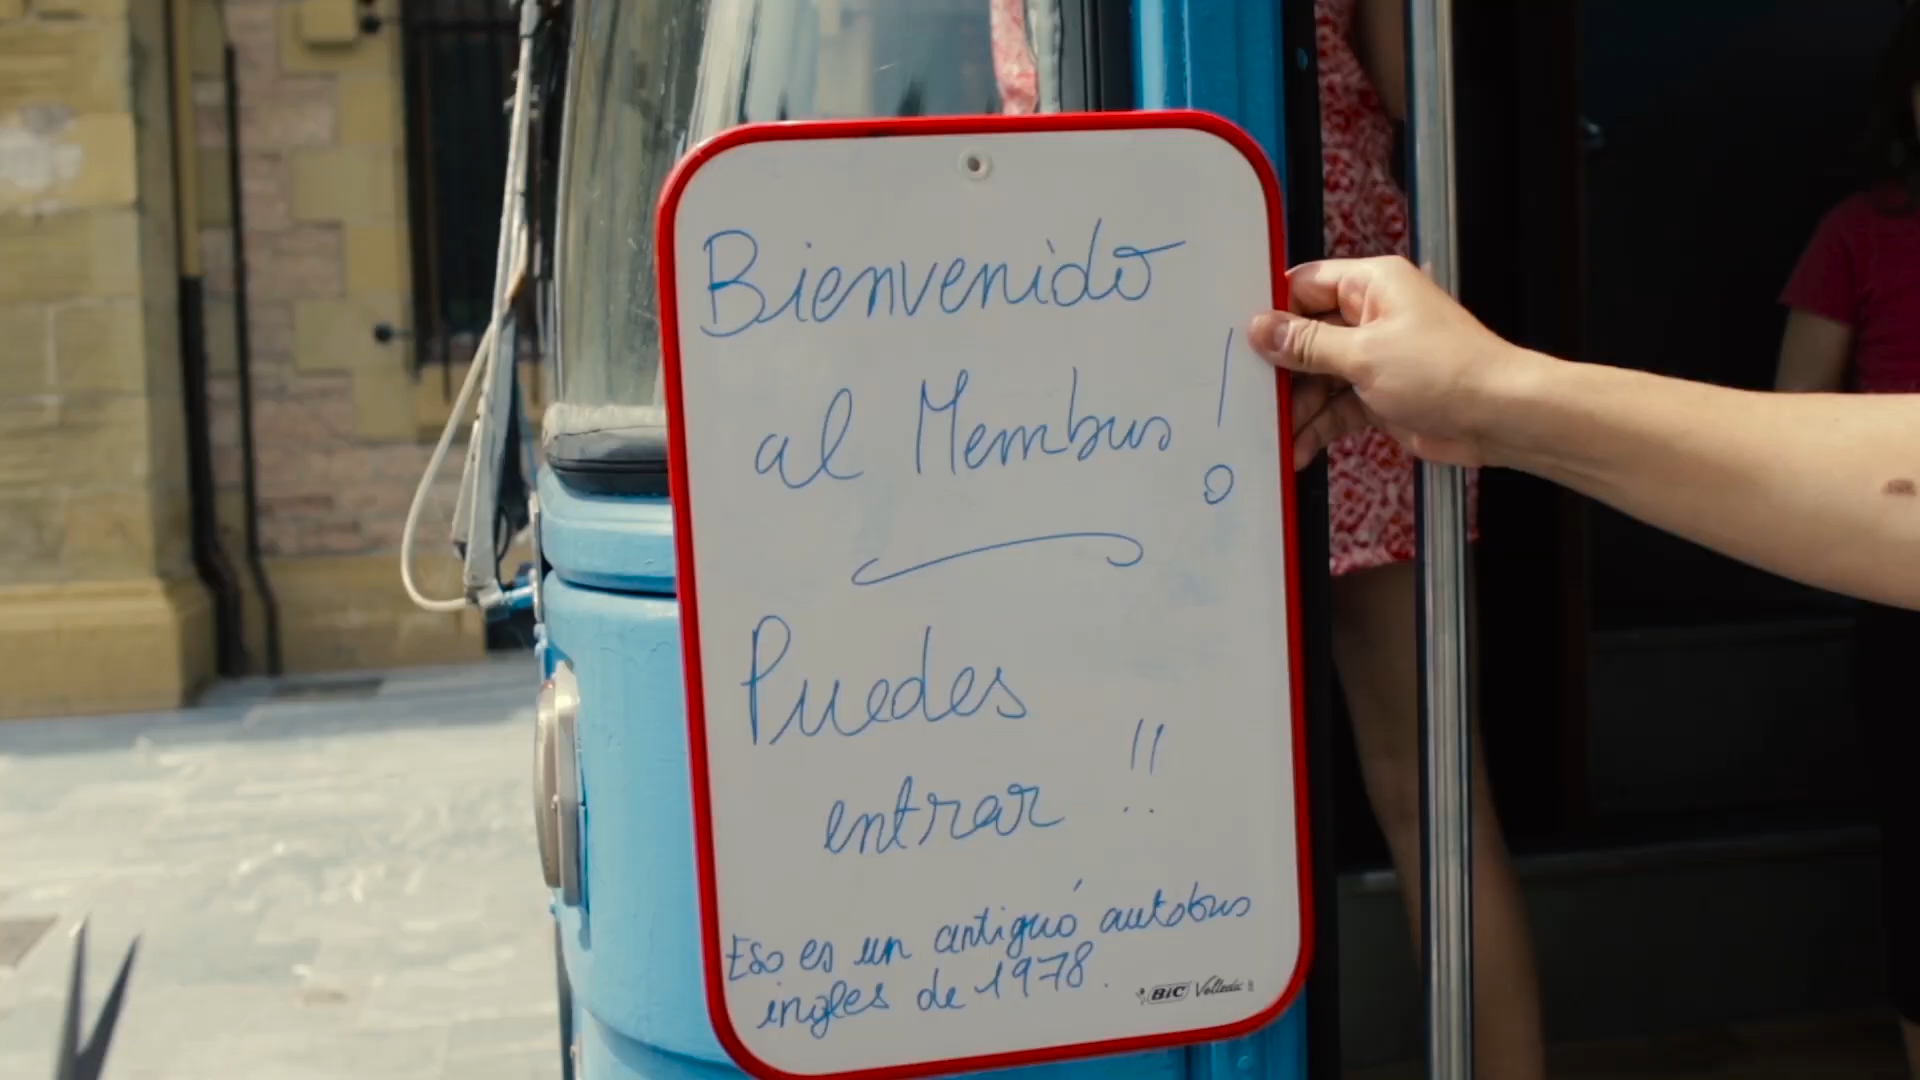 Bienvenido
al Membus !
Puedes
entrar !!
Eso es un antiguó autobus
ingles de 1978.
BIC Velleda